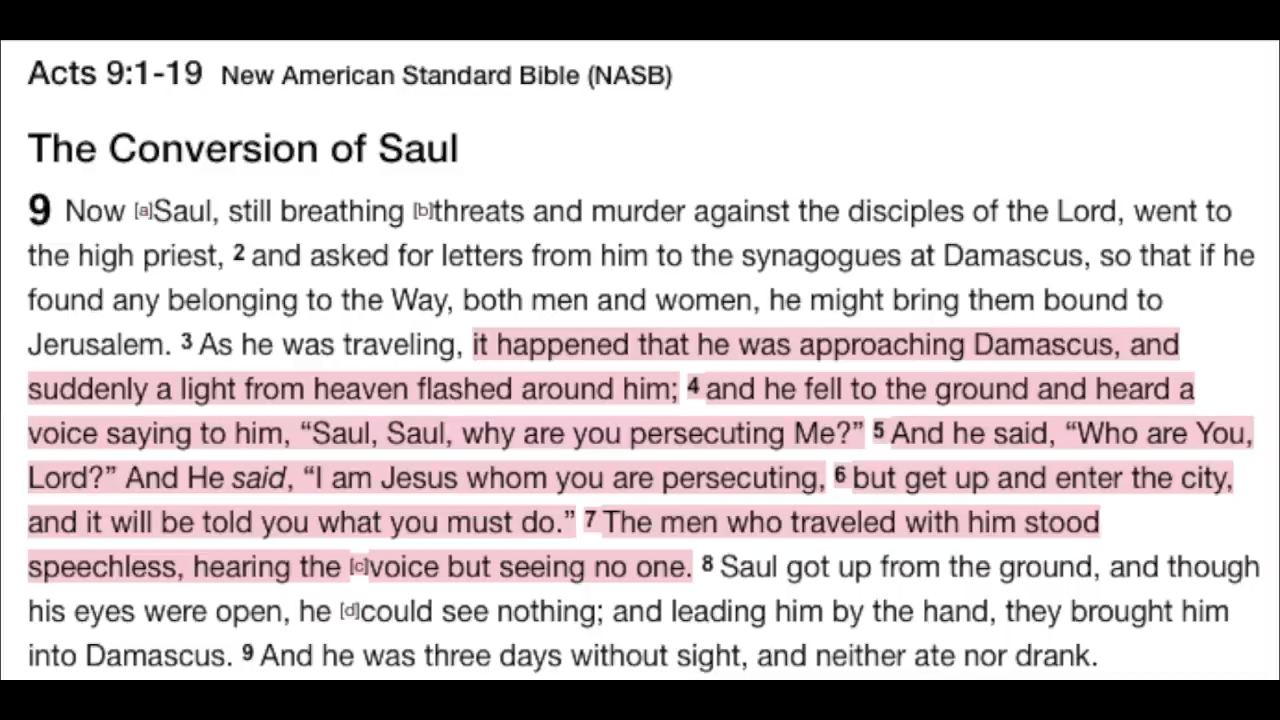 Acts 9:1-19 New American Standard Bible (NASB)
The Conversion of Saul
9 Now [a]Saul, still breathing [b]threats and murder against the disciples of the Lord, went to
the high priest, 2 and asked for letters from him to the synagogues at Damascus, so that if he
found any belonging to the Way, both men and women, he might bring them bound to
Jerusalem. 3 As he was traveling, it happened that he was approaching Damascus, and
suddenly a light from heaven flashed around him; 4 and he fell to the ground and heard a
voice saying to him, “Saul, Saul, why are you persecuting Me?” 5 And he said, “Who are You,
Lord?” And He said, “I am Jesus whom you are persecuting, 6 but get up and enter the city,
and it will be told you what you must do.” 7 The men who traveled with him stood
speechless, hearing the [c]voice but seeing no one. 8 Saul got up from the ground, and though
his eyes were open, he [d]could see nothing; and leading him by the hand, they brought him
into Damascus. 9 And he was three days without sight, and neither ate nor drank.